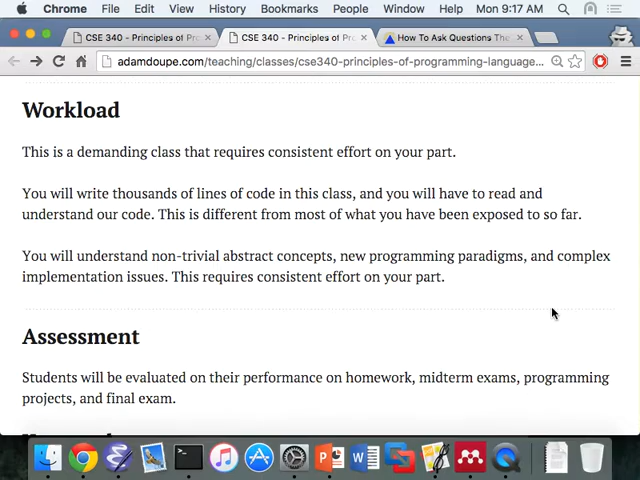 Chrome File Edit View History Bookmarks People Window Help Mon 9:17 AM
CSE 340 - Principles of Pro × CSE 340 - Principles of Pro × How To Ask Questions The ×
adamdoupe.com/teaching/classes/cse340-principles-of-programming-language...
Workload
This is a demanding class that requires consistent effort on your part.
You will write thousands of lines of code in this class, and you will have to read and
understand our code. This is different from most of what you have been exposed to so far.
You will understand non-trivial abstract concepts, new programming paradigms, and complex
implementation issues. This requires consistent effort on your part.
Assessment
Students will be evaluated on their performance on homework, midterm exams, programming
projects, and final exam.